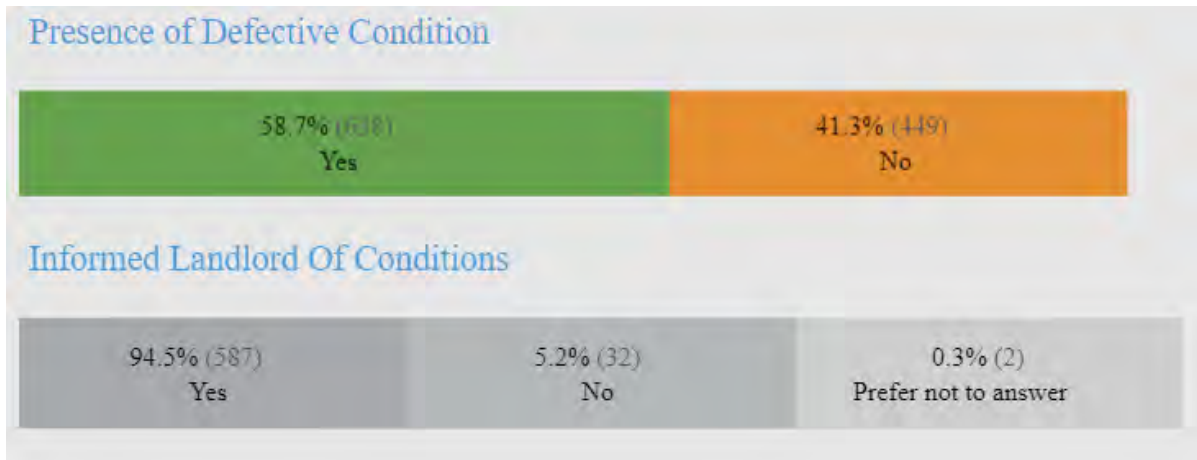 Presence of Defective Condition
58.7% (638)
Yes
41.3% (449)
No
Informed Landlord Of Conditions
94.5% (587)
Yes
5.2% (32)
No
0.3% (2)
Prefer not to answer